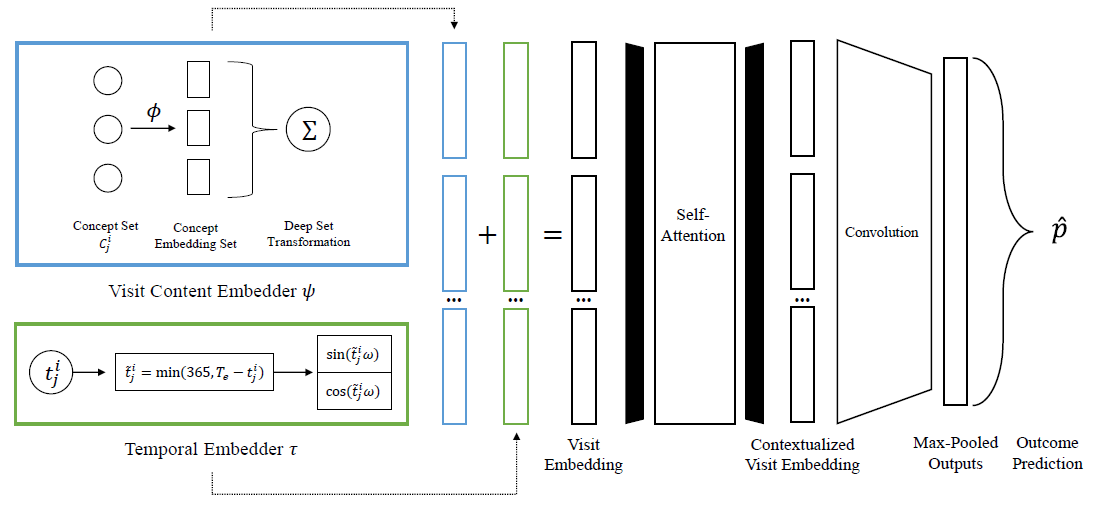 ϕ
Σ
Concept Set
C_j^i
Concept
Embedding Set
Deep Set
Transformation
Visit Content Embedder ψ
t_j^i
t̃_j^i = min(365, T_e − t_j^i)
sin(t̃_j^i ω)
cos(t̃_j^i ω)
Temporal Embedder τ
...
+
...
=
...
Visit
Embedding
Self-
Attention
...
Contextualized
Visit Embedding
Convolution
Max-Pooled
Outputs
p̂
Outcome
Prediction